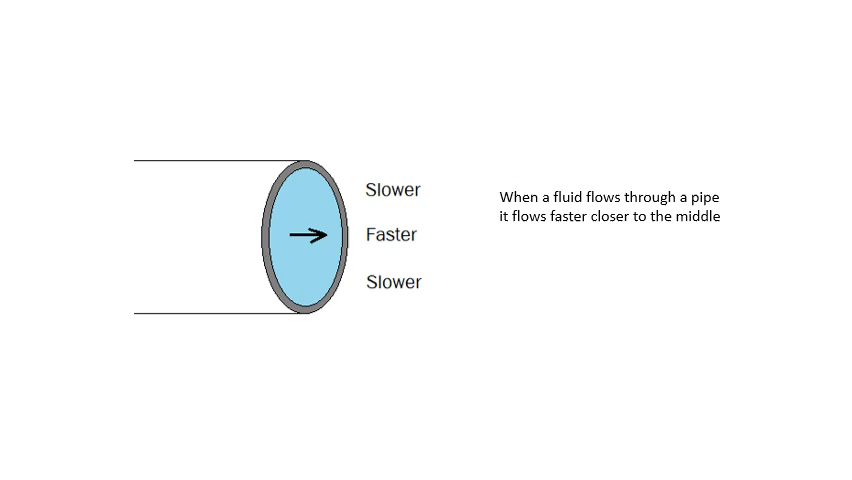 Slower
Faster
Slower
When a fluid flows through a pipe
it flows faster closer to the middle